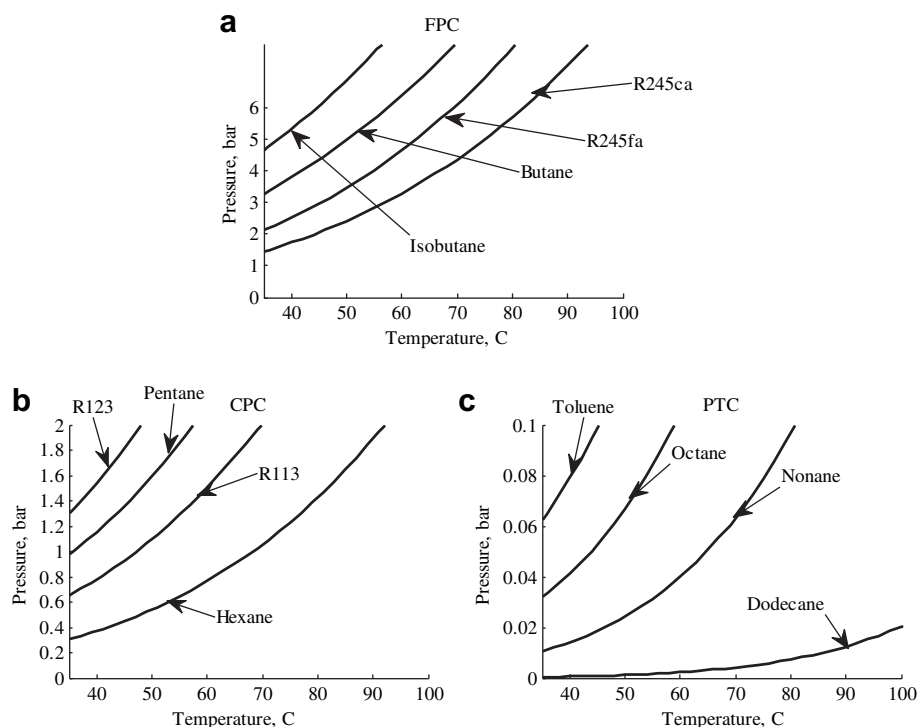 a
FPC
Pressure, bar
6
5
4
3
2
1
0
40 50 60 70 80 90 100
Temperature, C
R245ca
R245fa
Butane
Isobutane
b
CPC
Pressure, bar
2
1.8
1.6
1.4
1.2
1
0.8
0.6
0.4
0.2
0
40 50 60 70 80 90 100
Temperature, C
R123
Pentane
R113
Hexane
c
PTC
Pressure, bar
0.1
0.08
0.06
0.04
0.02
0
40 50 60 70 80 90 100
Temperature, C
Toluene
Octane
Nonane
Dodecane